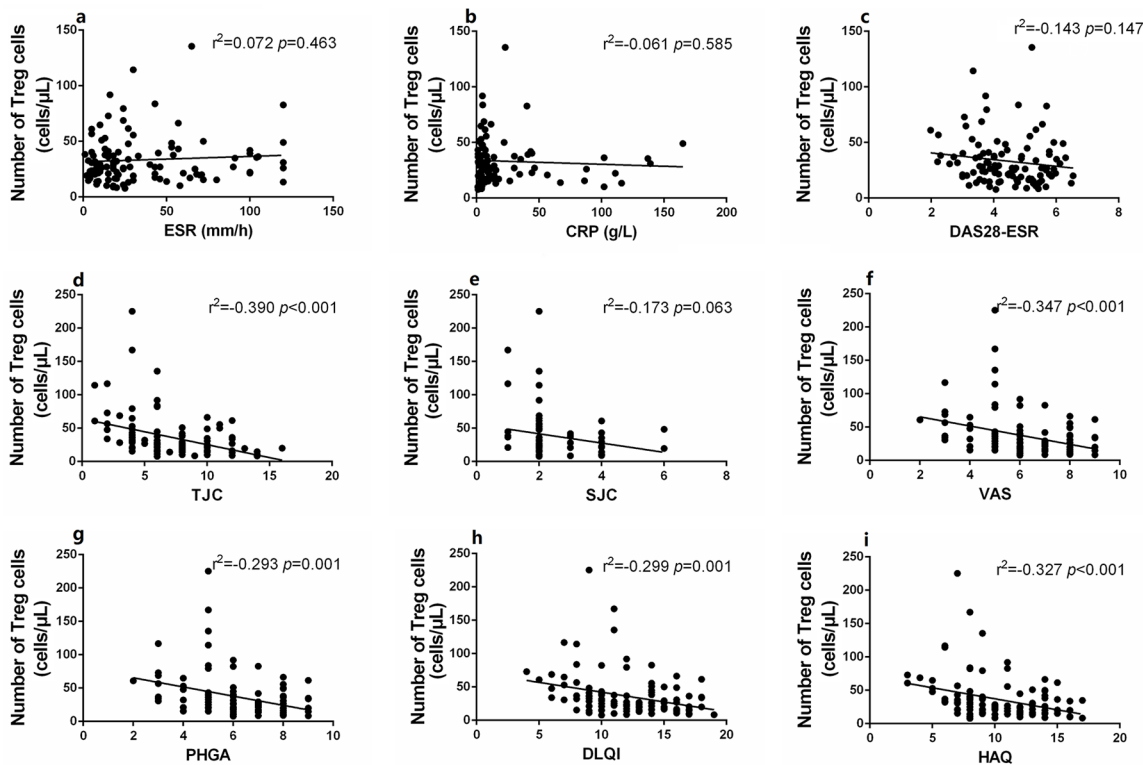 a
r²=0.072 p=0.463
Number of Treg cells
(cells/μL)
150
100
50
0
0 50 100 150
ESR (mm/h)
b
r²=-0.061 p=0.585
Number of Treg cells
(cells/μL)
150
100
50
0
0 50 100 150 200
CRP (g/L)
c
r²=-0.143 p=0.147
Number of Treg cells
(cells/μL)
150
100
50
0
0 2 4 6 8
DAS28-ESR
d
r²=-0.390 p<0.001
Number of Treg cells
(cells/μL)
250
200
150
100
50
0
0 5 10 15 20
TJC
e
r²=-0.173 p=0.063
Number of Treg cells
(cells/μL)
250
200
150
100
50
0
0 2 4 6 8
SJC
f
r²=-0.347 p<0.001
Number of Treg cells
(cells/μL)
250
200
150
100
50
0
0 2 4 6 8 10
VAS
g
r²=-0.293 p=0.001
Number of Treg cells
(cells/μL)
250
200
150
100
50
0
0 2 4 6 8 10
PHGA
h
r²=-0.299 p=0.001
Number of Treg cells
(cells/μL)
250
200
150
100
50
0
0 5 10 15 20
DLQI
i
r²=-0.327 p<0.001
Number of Treg cells
(cells/μL)
250
200
150
100
50
0
0 5 10 15 20
HAQ